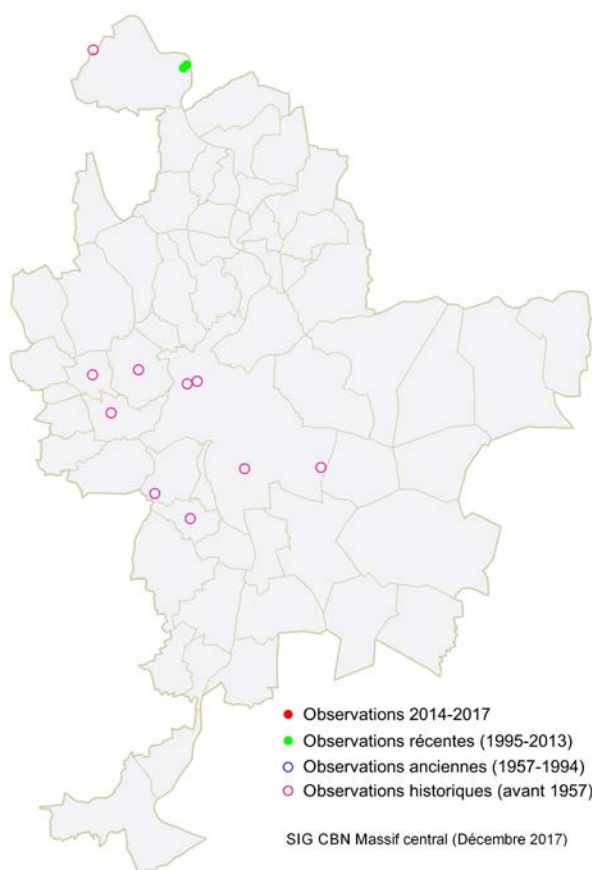 Observations 2014-2017
Observations récentes (1995-2013)
Observations anciennes (1957-1994)
Observations historiques (avant 1957)
SIG CBN Massif central (Décembre 2017)